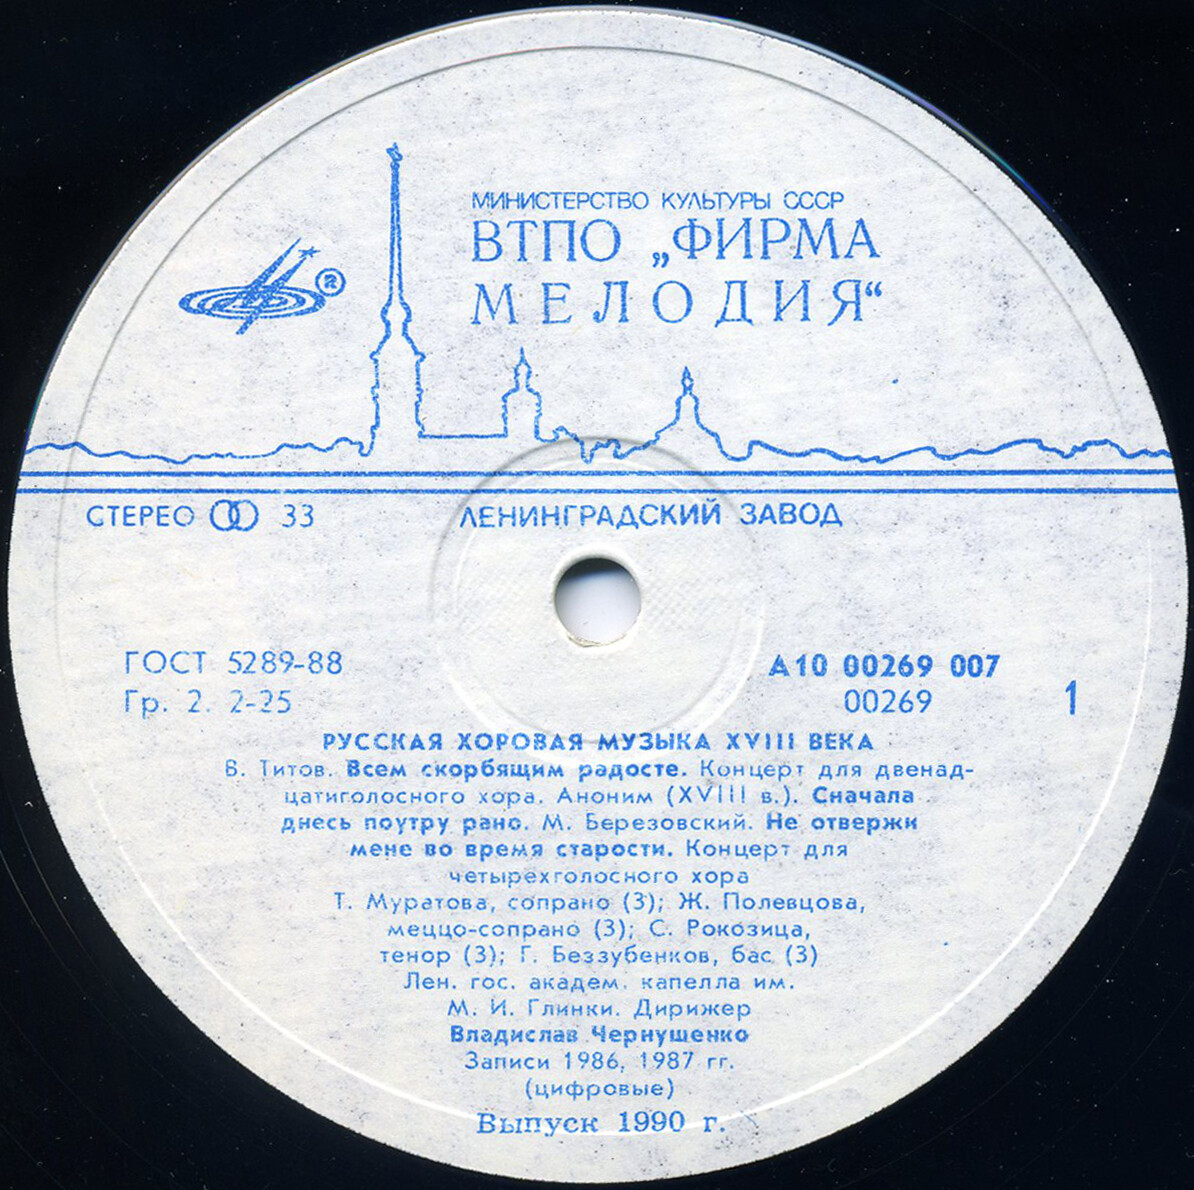 МИНИСТЕРСТВО КУЛЬТУРЫ СССР
ВТПО „ФИРМА
МЕЛОДИЯ“
СТЕРЕО 33
ЛЕНИНГРАДСКИЙ ЗАВОД
ГОСТ 5289-88
Гр. 2. 2-25
А10 00269 007
00269
1
РУССКАЯ ХОРОВАЯ МУЗЫКА XVIII ВЕКА
В. Титов. Всем скорбящим радосте. Концерт для двенад-
цатиголосного хора. Аноним (XVIII в.). Сначала
днесь поутру рано. М. Березовский. Не отвержи
мене во время старости. Концерт для
четырехголосного хора
Т. Муратова, сопрано (3); Ж. Полевцова,
меццо-сопрано (3); С. Рокозица,
тенор (3); Г. Беззубенков, бас (3)
Лен. гос. академ. капелла им.
М. И. Глинки. Дирижер
Владислав Чернушенко
Записи 1986, 1987 гг.
(цифровые)
Выпуск 1990 г.